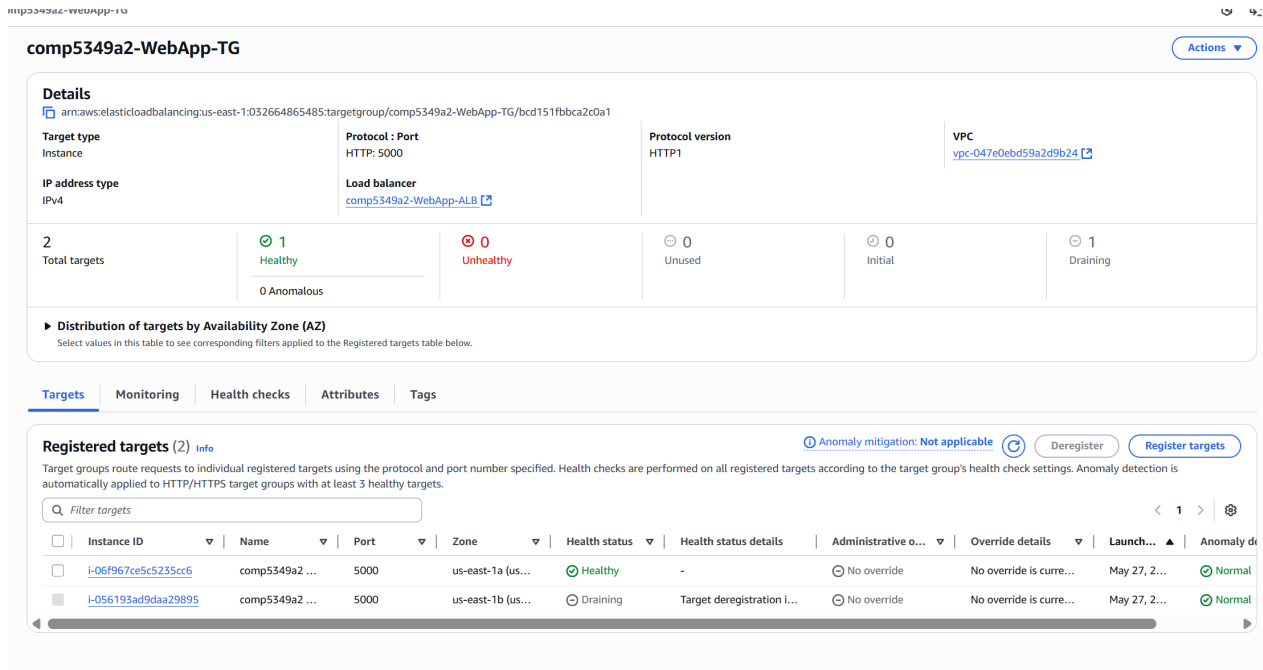 omp5349a2-WebApp-TG
comp5349a2-WebApp-TG
Actions
Details
arn:aws:elasticloadbalancing:us-east-1:032664865485:targetgroup/comp5349a2-WebApp-TG/bcd151fbbca2c0a1
Target type
Instance
Protocol : Port
HTTP: 5000
Protocol version
HTTP1
VPC
vpc-047e0ebd59a2d9b24
IP address type
IPv4
Load balancer
comp5349a2-WebApp-ALB
2
Total targets
1
Healthy
0 Anomalous
0
Unhealthy
0
Unused
0
Initial
1
Draining
Distribution of targets by Availability Zone (AZ)
Select values in this table to see corresponding filters applied to the Registered targets table below.
Targets Monitoring Health checks Attributes Tags
Registered targets (2) Info
Anomaly mitigation: Not applicable
Deregister
Register targets
Target groups route requests to individual registered targets using the protocol and port number specified. Health checks are performed on all registered targets according to the target group's health check settings. Anomaly detection is
automatically applied to HTTP/HTTPS target groups with at least 3 healthy targets.
Filter targets
1
Instance ID Name Port Zone Health status Health status details Administrative o... Override details Launch... Anomaly de
i-06f967ce5c5235cc6 comp5349a2 ... 5000 us-east-1a (us... Healthy - No override No override is curre... May 27, 2... Normal
i-056193ad9daa29895 comp5349a2 ... 5000 us-east-1b (us... Draining Target deregistration i... No override No override is curre... May 27, 2... Normal